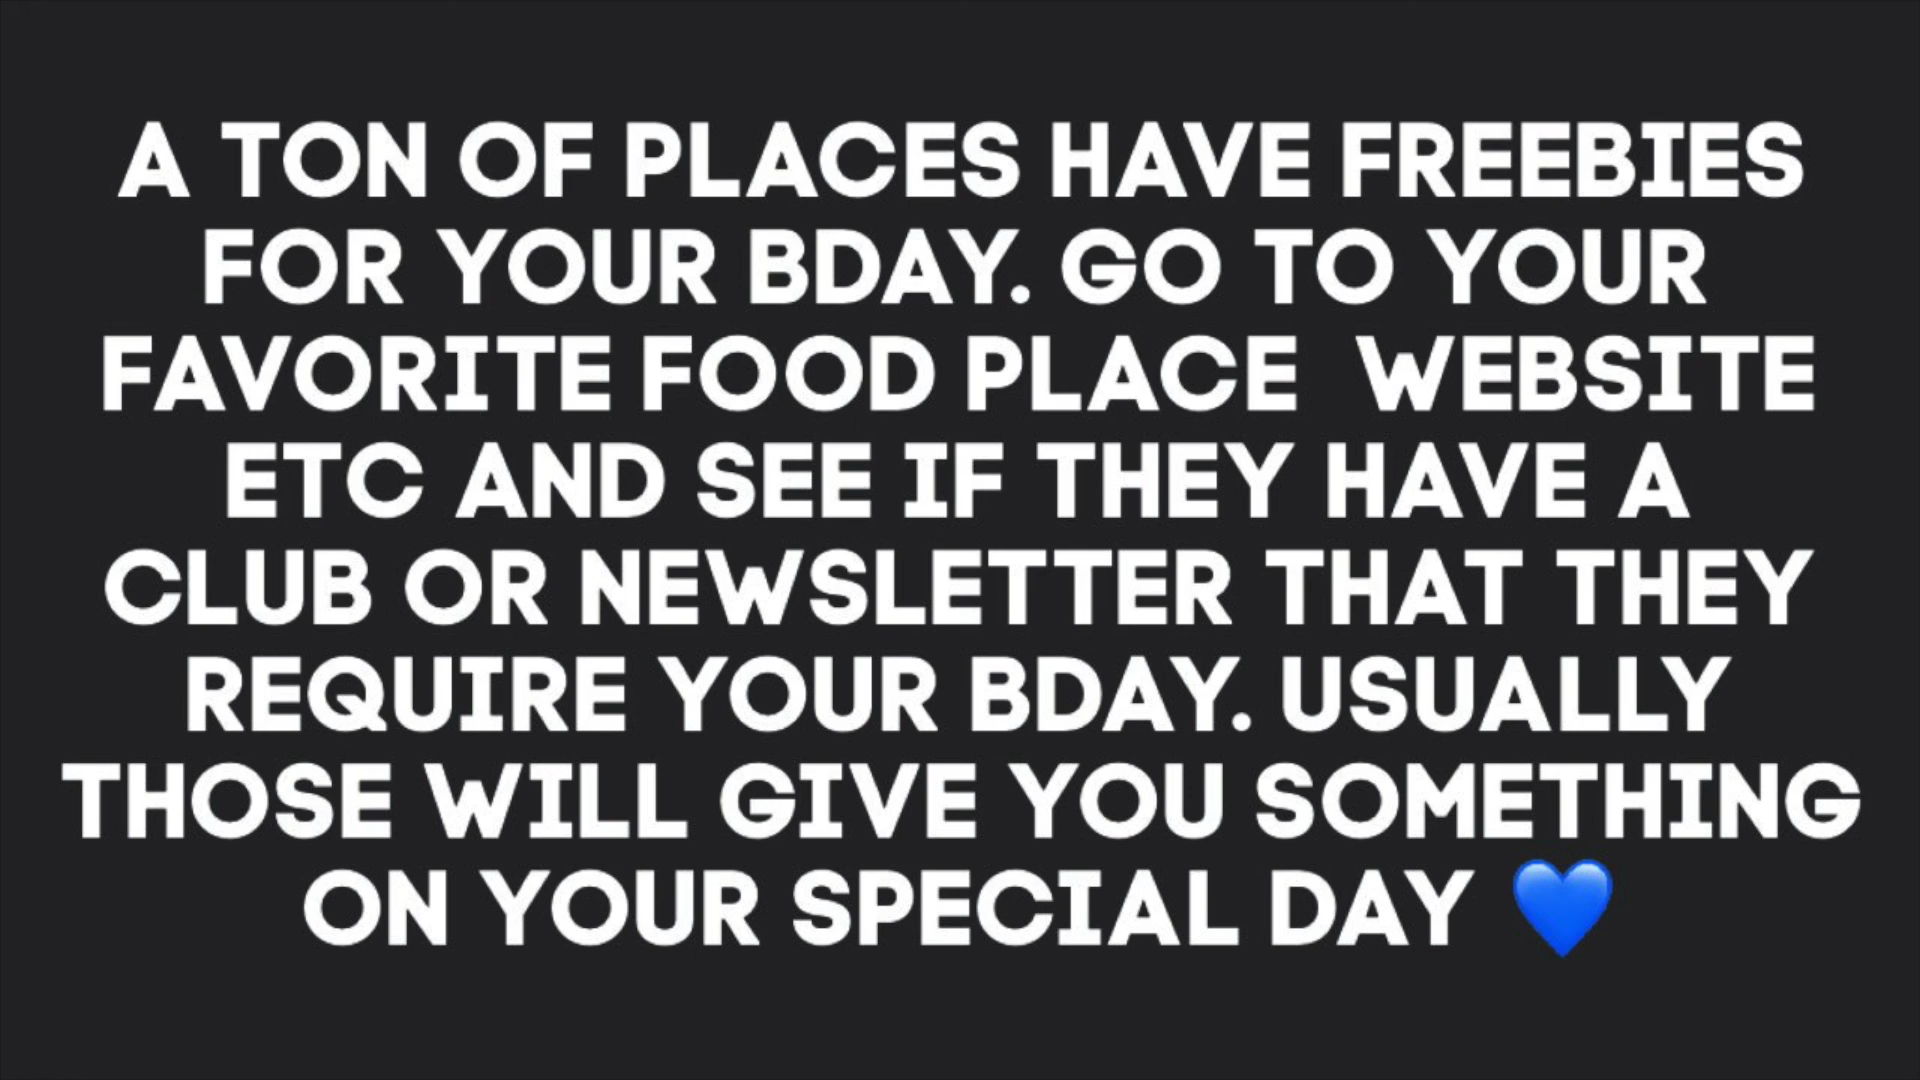 A TON OF PLACES HAVE FREEBIES
FOR YOUR BDAY. GO TO YOUR
FAVORITE FOOD PLACE  WEBSITE
ETC AND SEE IF THEY HAVE A
CLUB OR NEWSLETTER THAT THEY
REQUIRE YOUR BDAY. USUALLY
THOSE WILL GIVE YOU SOMETHING
ON YOUR SPECIAL DAY 💙